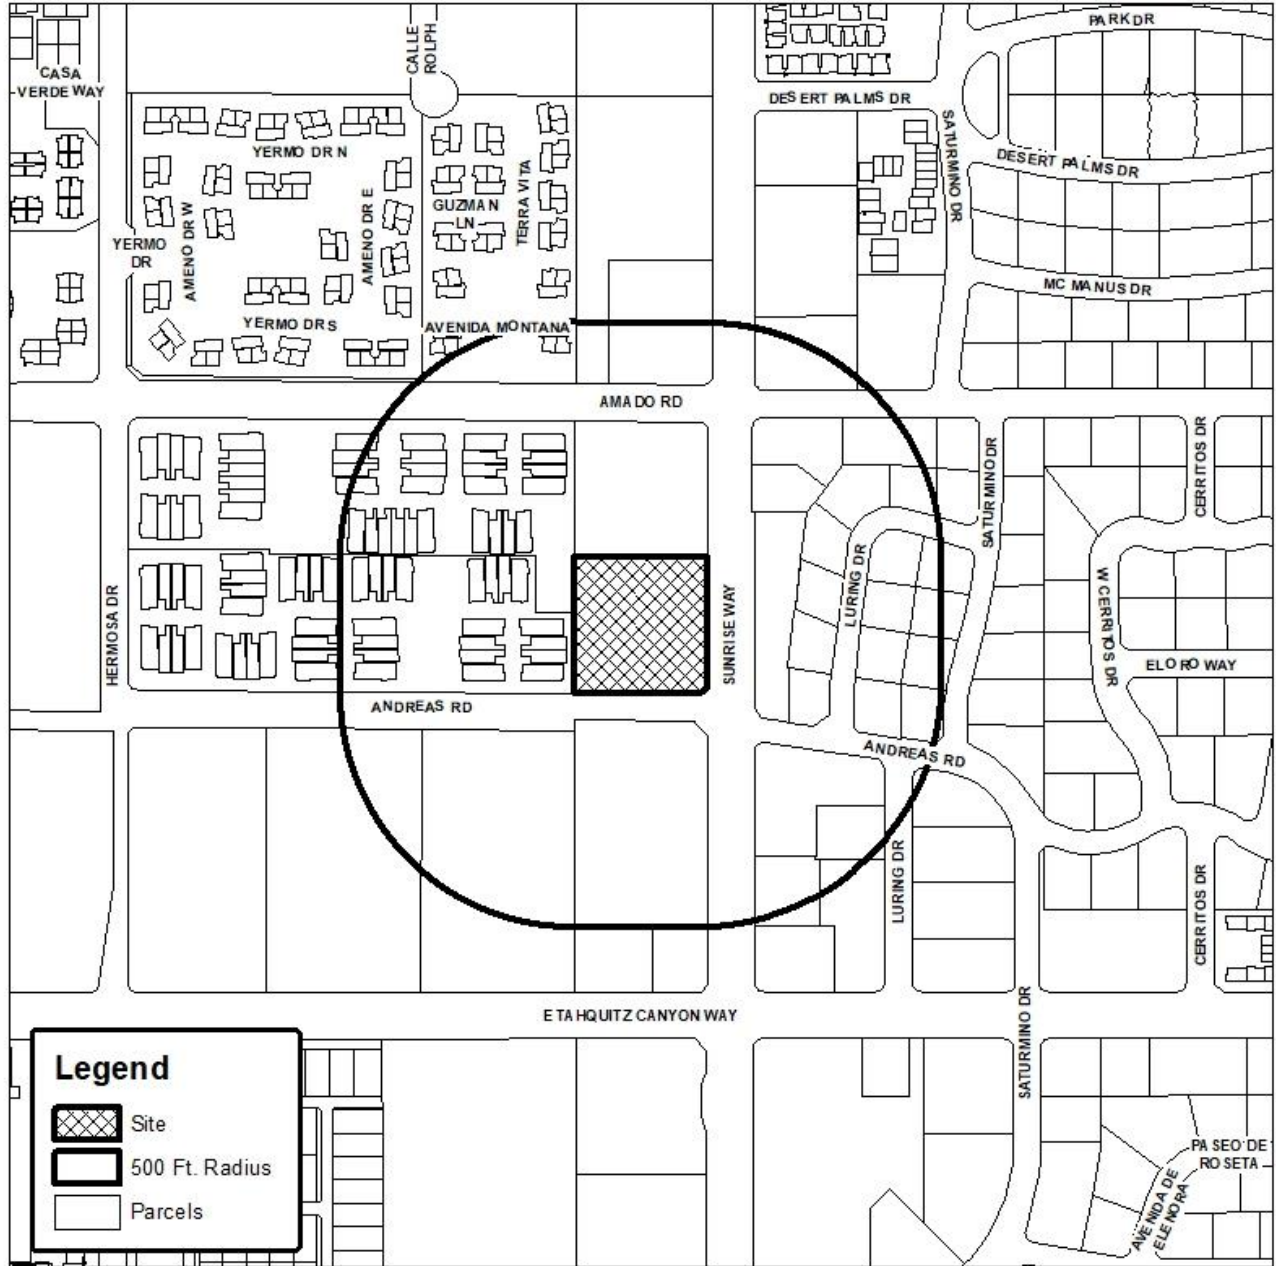 PARK DR
CALLE
ROLPH
CASA
VERDE WAY
DESERT PALMS DR
SATURMINO DR
DESERT PALMS DR
YERMO DR N
GUZMAN
LN
TERRA VITA
AMENO DR W
AMENO DR E
YERMO
DR
MC MANUS DR
YERMO DR S
AVENIDA MONTANA
AMADO RD
SATURMINO DR
CERRITOS DR
LURING DR
W CERRITOS DR
HERMOSA DR
SUNRISE WAY
EL ORO WAY
ANDREAS RD
ANDREAS RD
LURING DR
CERRITOS DR
E TAHQUITZ CANYON WAY
SATURMINO DR
Legend
Site
500 Ft. Radius
Parcels
PASEO DE
ROSETA
AVENIDA DE
ELENORA